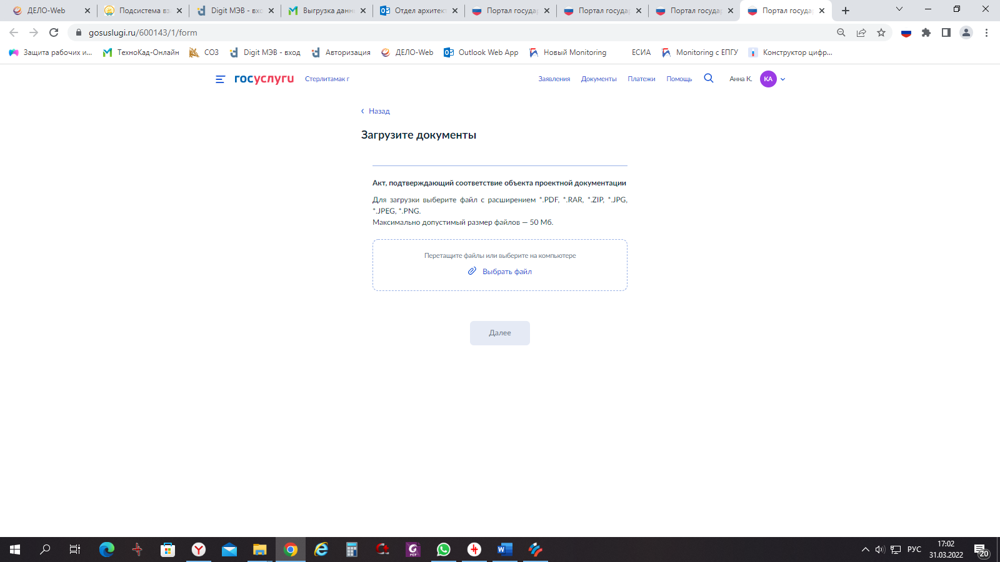 ДЕЛО-Web
Подсистема вз
Digit МЭВ - вхо
Выгрузка данн
Отдел архитект
Портал государ
Портал государ
Портал государ
Портал государ
gosuslugi.ru/600143/1/form
Защита рабочих и...
ТехноКад-Онлайн
СОЗ
Digit МЭВ - вход
Авторизация
ДЕЛО-Web
Outlook Web App
Новый Monitoring
ЕСИА
Monitoring с ЕПГУ
Конструктор цифр...
госуслуги
Стерлитамак г
Заявления
Документы
Платежи
Помощь
Анна К.
КА
Назад
Загрузите документы
Акт, подтверждающий соответствие объекта проектной документации
Для загрузки выберите файл с расширением *.PDF, *.RAR, *.ZIP, *.JPG,
*.JPEG, *.PNG.
Максимально допустимый размер файлов — 50 Мб.
Перетащите файлы или выберите на компьютере
Выбрать файл
Далее
РУС
17:02
31.03.2022
20